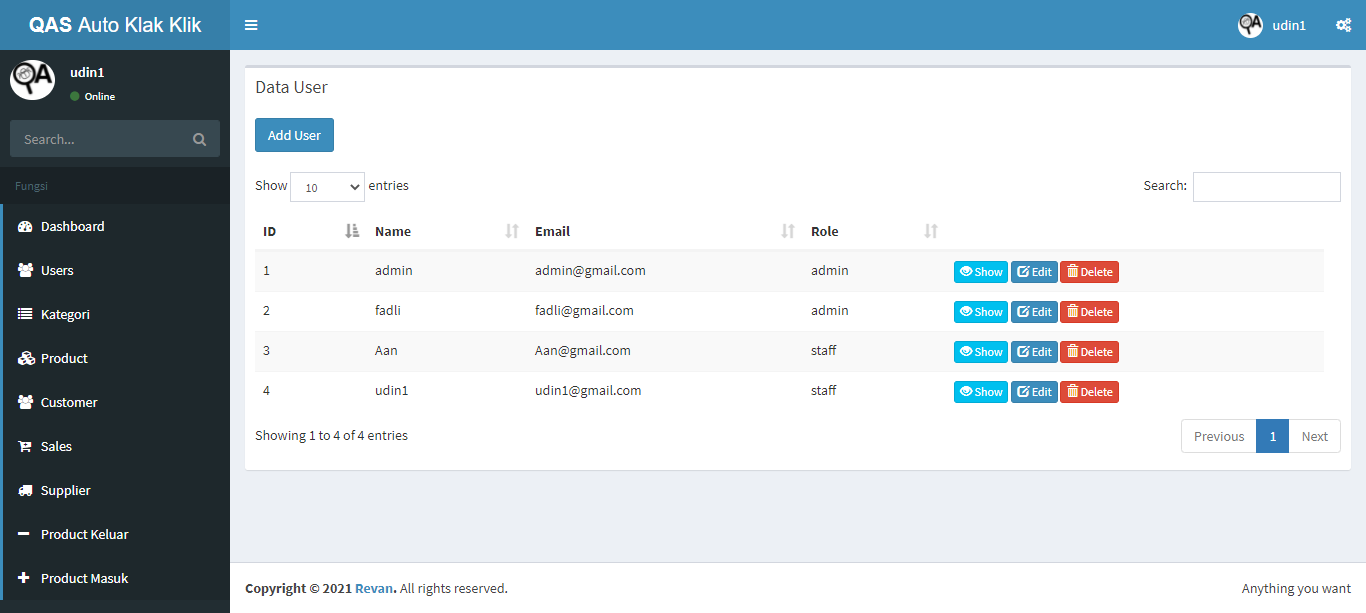 QAS Auto Klak Klik
udin1
udin1
Online
Search...
Fungsi
Dashboard
Users
Kategori
Product
Customer
Sales
Supplier
Product Keluar
Product Masuk
Data User
Add User
Show 10 entries
Search:
ID Name Email Role
1 admin admin@gmail.com admin Show Edit Delete
2 fadli fadli@gmail.com admin Show Edit Delete
3 Aan Aan@gmail.com staff Show Edit Delete
4 udin1 udin1@gmail.com staff Show Edit Delete
Showing 1 to 4 of 4 entries
Previous 1 Next
Copyright © 2021 Revan. All rights reserved.
Anything you want